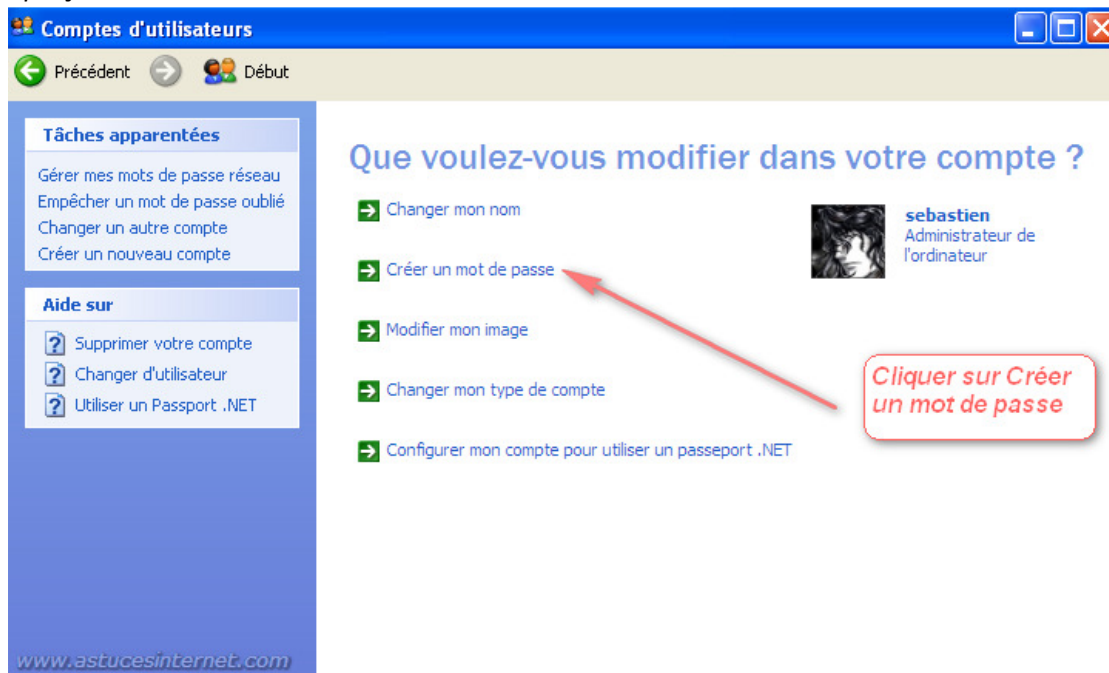 Comptes d'utilisateurs
Précédent
Début
Tâches apparentées
Gérer mes mots de passe réseau
Empêcher un mot de passe oublié
Changer un autre compte
Créer un nouveau compte
Aide sur
Supprimer votre compte
Changer d'utilisateur
Utiliser un Passport .NET
Que voulez-vous modifier dans votre compte ?
Changer mon nom
Créer un mot de passe
Modifier mon image
Changer mon type de compte
Configurer mon compte pour utiliser un passeport .NET
sebastien
Administrateur de
l'ordinateur
Cliquer sur Créer
un mot de passe
www.astucesinternet.com